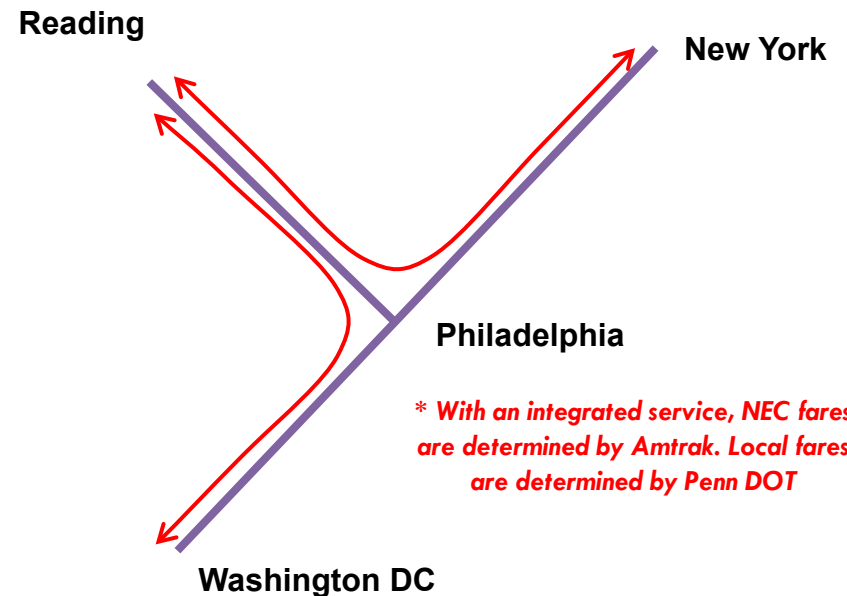 Reading
New York
Philadelphia
* With an integrated service, NEC fares
are determined by Amtrak. Local fares
are determined by Penn DOT
Washington DC